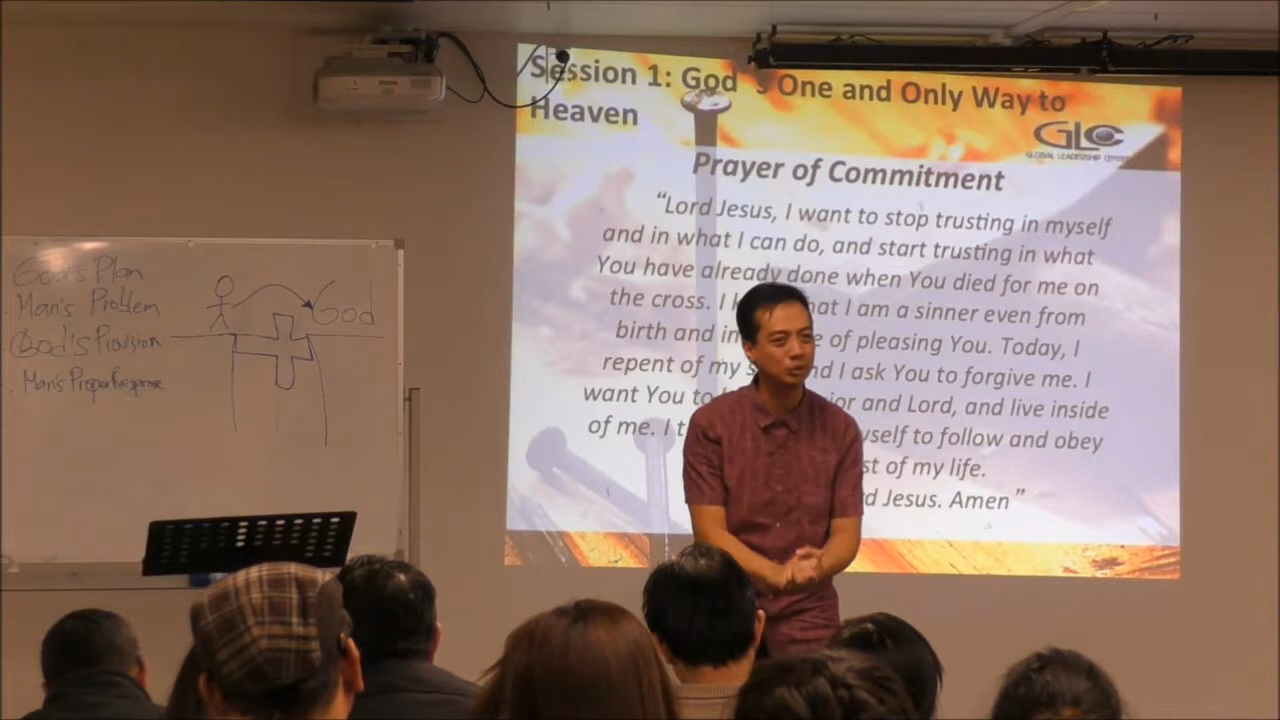 Session 1: God 's One and Only Way to
Heaven
GLC
GLOBAL LEADERSHIP CENTER
Prayer of Commitment
“Lord Jesus, I want to stop trusting in myself
and in what I can do, and start trusting in what
You have already done when You died for me on
the cross. I hat I am a sinner even from
birth and in e of pleasing You. Today, I
repent of my s nd I ask You to forgive me. I
want You to ior and Lord, and live inside
of me. I t yself to follow and obey
st of my life.
d Jesus. Amen”
EPSON
God's Plan
Man's Problem
God's Provision
Man's Proper Response
God